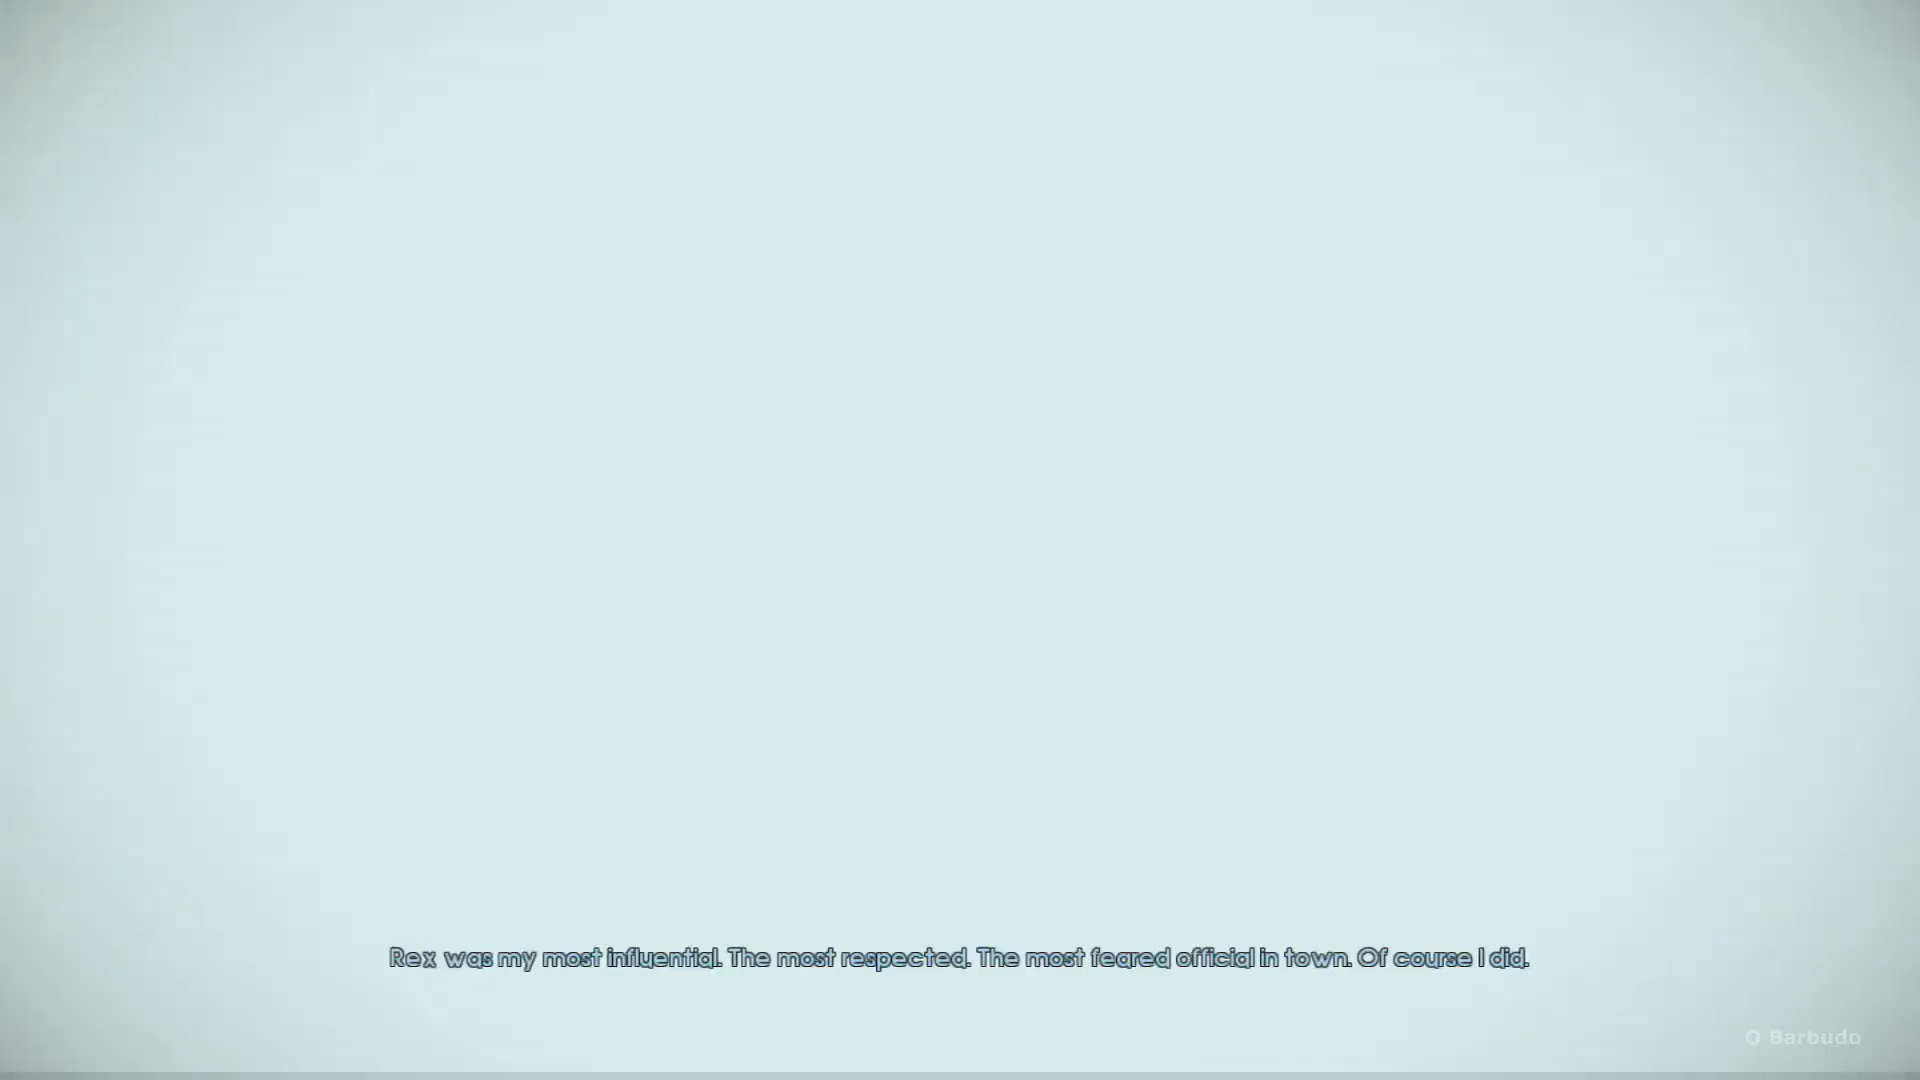 Rex was my most influential. The most respected. The most feared official in town. Of course I did.
O Barbudo